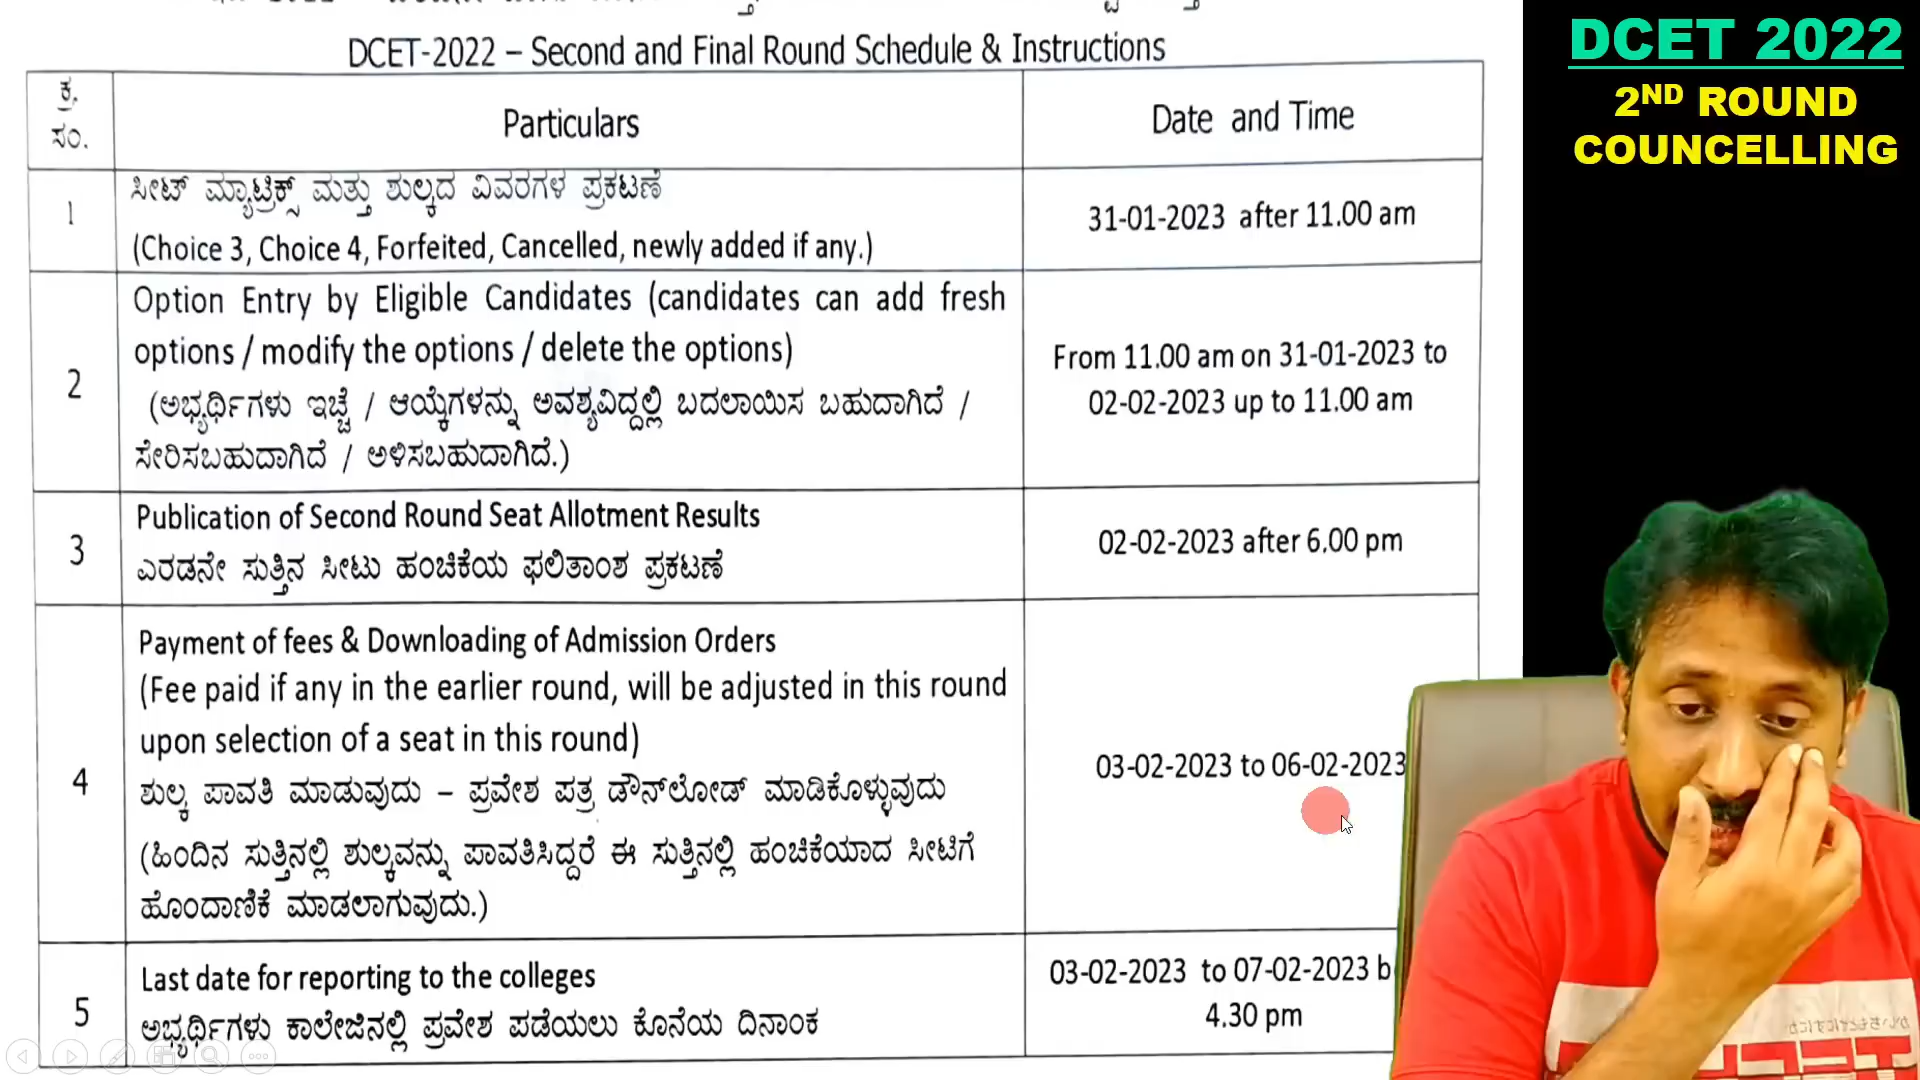 DCET-2022 – Second and Final Round Schedule & Instructions
DCET 2022
2ND ROUND
COUNCELLING
ಕ್ರ.
ಸಂ.
Particulars
Date and Time
1
ಸೀಟ್ ಮ್ಯಾಟ್ರಿಕ್ಸ್ ಮತ್ತು ಶುಲ್ಕದ ವಿವರಗಳ ಪ್ರಕಟಣೆ
(Choice 3, Choice 4, Forfeited, Cancelled, newly added if any.)
31-01-2023 after 11.00 am
2
Option Entry by Eligible Candidates (candidates can add fresh
options / modify the options / delete the options)
(ಅಭ್ಯರ್ಥಿಗಳು ಇಚ್ಛೆ / ಆಯ್ಕೆಗಳನ್ನು ಅವಶ್ಯವಿದ್ದಲ್ಲಿ ಬದಲಾಯಿಸ ಬಹುದಾಗಿದೆ /
ಸೇರಿಸಬಹುದಾಗಿದೆ / ಅಳಿಸಬಹುದಾಗಿದೆ.)
From 11.00 am on 31-01-2023 to
02-02-2023 up to 11.00 am
3
Publication of Second Round Seat Allotment Results
ಎರಡನೇ ಸುತ್ತಿನ ಸೀಟು ಹಂಚಿಕೆಯ ಫಲಿತಾಂಶ ಪ್ರಕಟಣೆ
02-02-2023 after 6.00 pm
4
Payment of fees & Downloading of Admission Orders
(Fee paid if any in the earlier round, will be adjusted in this round
upon selection of a seat in this round)
ಶುಲ್ಕ ಪಾವತಿ ಮಾಡುವುದು – ಪ್ರವೇಶ ಪತ್ರ ಡೌನ್‌ಲೋಡ್ ಮಾಡಿಕೊಳ್ಳುವುದು
(ಹಿಂದಿನ ಸುತ್ತಿನಲ್ಲಿ ಶುಲ್ಕವನ್ನು ಪಾವತಿಸಿದ್ದರೆ ಈ ಸುತ್ತಿನಲ್ಲಿ ಹಂಚಿಕೆಯಾದ ಸೀಟಿಗೆ
ಹೊಂದಾಣಿಕೆ ಮಾಡಲಾಗುವುದು.)
03-02-2023 to 06-02-2023
5
Last date for reporting to the colleges
ಅಭ್ಯರ್ಥಿಗಳು ಕಾಲೇಜಿನಲ್ಲಿ ಪ್ರವೇಶ ಪಡೆಯಲು ಕೊನೆಯ ದಿನಾಂಕ
03-02-2023 to 07-02-2023 b
4.30 pm